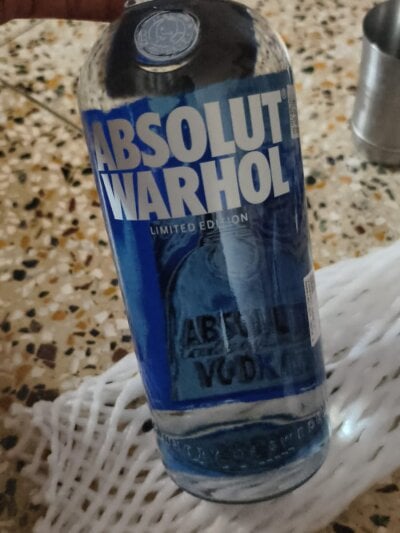 ABSOLUT
WARHOL
LIMITED EDITION
ABSOLUT
VODKA